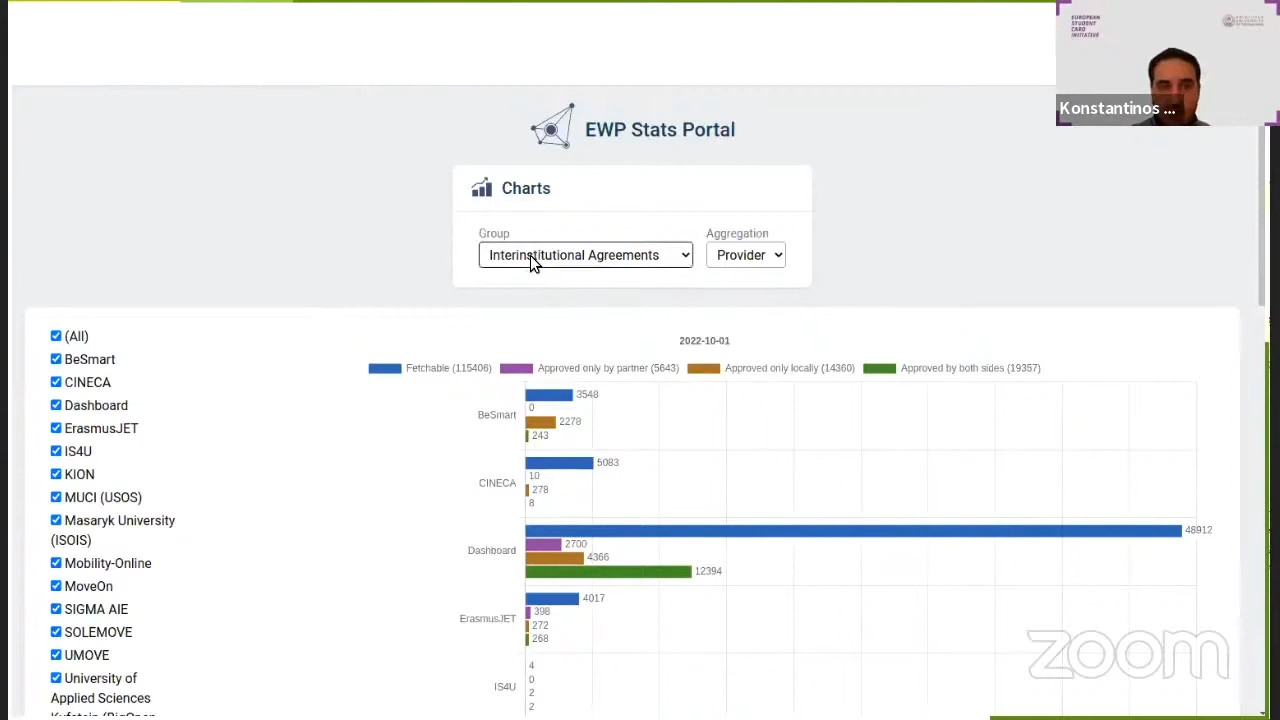 EUROPEAN
STUDENT
CARD
INITIATIVE
Konstantinos ...
EWP Stats Portal
Charts
Group
Aggregation
Interinstitutional Agreements
Provider
(All)
BeSmart
CINECA
Dashboard
ErasmusJET
IS4U
KION
MUCI (USOS)
Masaryk University
(ISOIS)
Mobility-Online
MoveOn
SIGMA AIE
SOLEMOVE
UMOVE
University of
Applied Sciences
2022-10-01
Fetchable (115406) Approved only by partner (5643) Approved only locally (14360) Approved by both sides (19357)
BeSmart
3548
0
2278
243
CINECA
5083
10
278
8
Dashboard
48912
2700
4366
12394
ErasmusJET
4017
398
272
268
IS4U
4
0
2
2
zoom